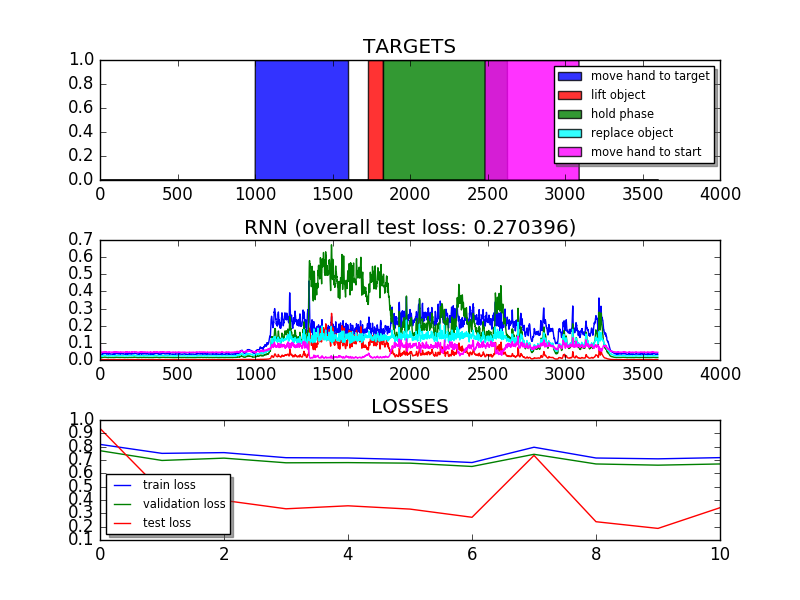 TARGETS
1.0
0.8
0.6
0.4
0.2
0.0
move hand to target
lift object
hold phase
replace object
move hand to start
0 500 1000 1500 2000 2500 3000 3500 4000
RNN (overall test loss: 0.270396)
0.7
0.6
0.5
0.4
0.3
0.2
0.1
0.0
0 500 1000 1500 2000 2500 3000 3500 4000
LOSSES
1.0
0.9
0.8
0.7
0.6
0.5
0.4
0.3
0.2
0.1
train loss
validation loss
test loss
0 2 4 6 8 10